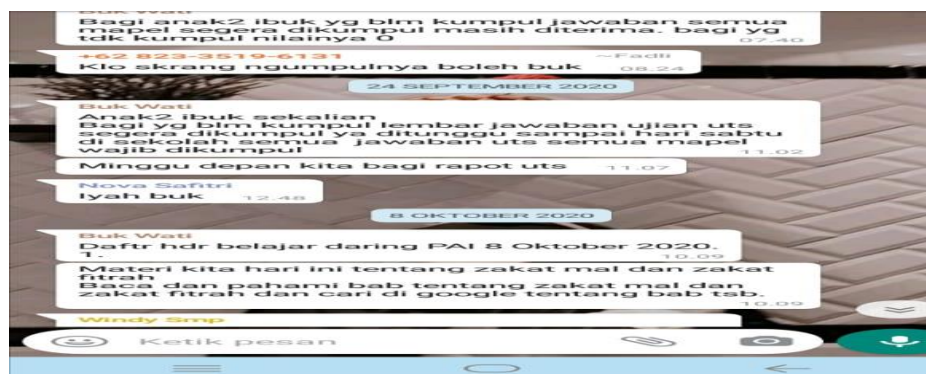 Buk Wati
Bagi anak2 ibuk yg blm kumpul jawaban semua
mapel segera dikumpul masih diterima. bagi yg
tdk kumpul nilainya 0
07.40
+62 823-3519-6131 ~Fadli
Klo skrang ngumpulnya boleh buk 08.24
24 SEPTEMBER 2020
Buk Wati
Anak2 ibuk sekalian
Bagi yg blm kumpul lembar jawaban ujian uts
segera dikumpul ya ditunggu sampai hari sabtu
di sekolah semua jawaban uts semua mapel
wajib dikumpul
11.02
Minggu depan kita bagi rapot uts 11.07
Nova Safitri
Iyah buk 12.48
8 OKTOBER 2020
Buk Wati
Daftr hdr belajar daring PAI 8 Oktober 2020.
1.
10.09
Materi kita hari ini tentang zakat mal dan zakat
fitrah
Baca dan pahami bab tentang zakat mal dan
zakat fitrah dan cari di google tentang bab tsb.
10.09
Windy Smp
Ketik pesan